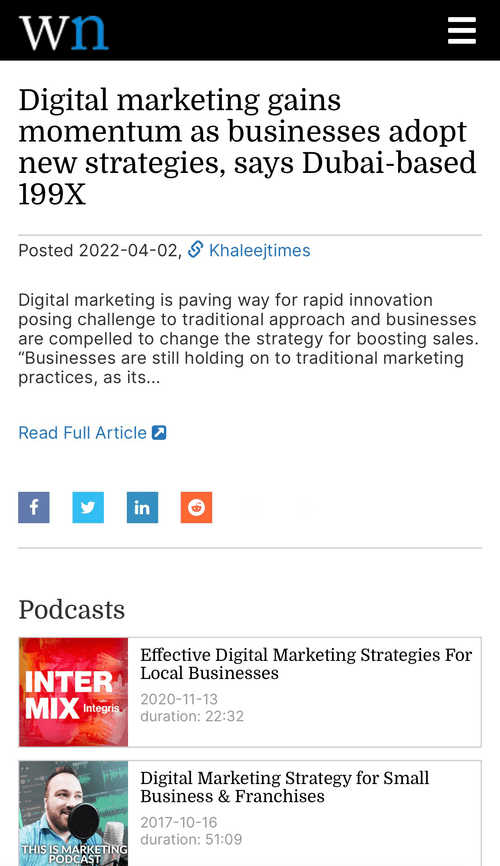 wn
Digital marketing gains
momentum as businesses adopt
new strategies, says Dubai-based
199X
Posted 2022-04-02, Khaleejtimes
Digital marketing is paving way for rapid innovation
posing challenge to traditional approach and businesses
are compelled to change the strategy for boosting sales.
“Businesses are still holding on to traditional marketing
practices, as its...
Read Full Article
f
in
Podcasts
INTER
MIX Integris
Effective Digital Marketing Strategies For
Local Businesses
2020-11-13
duration: 22:32
THIS IS MARKETING
PODCAST
Digital Marketing Strategy for Small
Business & Franchises
2017-10-16
duration: 51:09